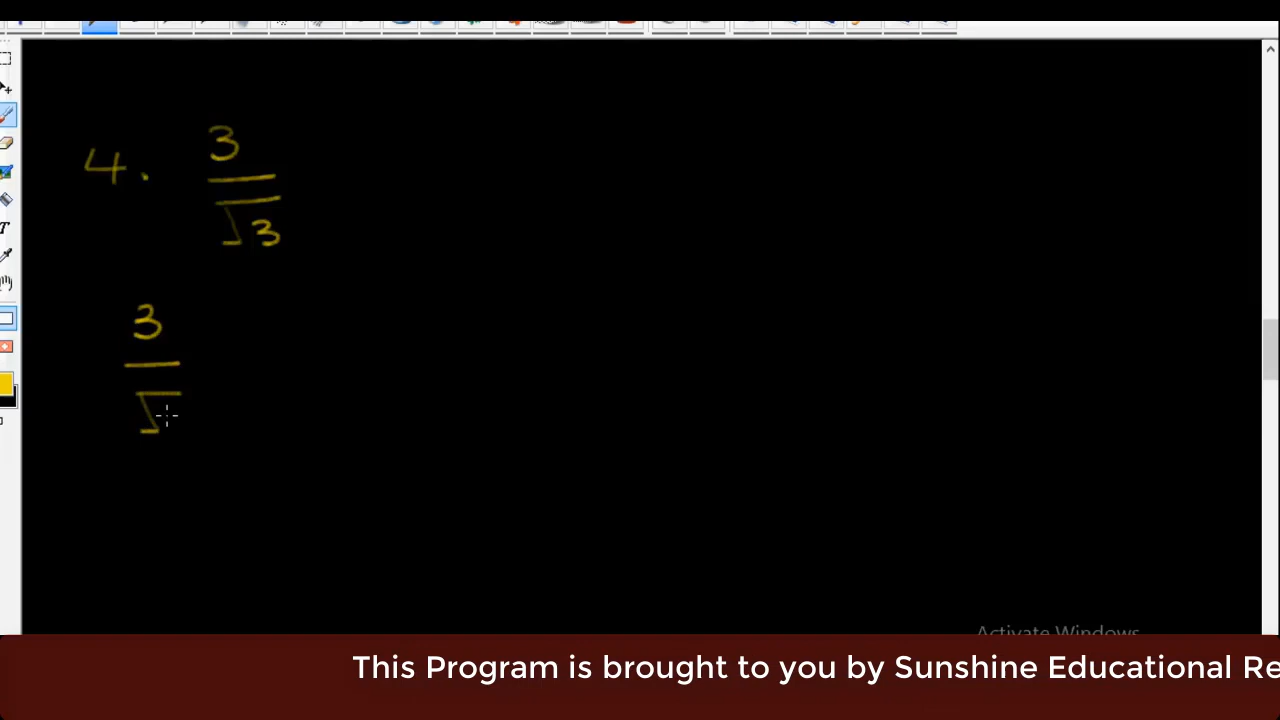 4. 3
√3
3
√
Activate Windows
This Program is brought to you by Sunshine Educational Re